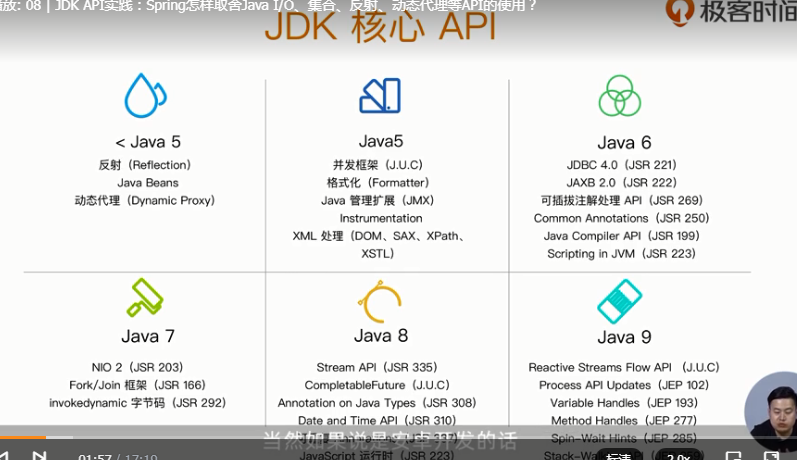 放: 08 | JDK API实践：Spring怎样取舍Java I/O、集合、反射、动态代理等API的使用？
极客时间
JDK 核心 API
< Java 5
反射（Reflection）
Java Beans
动态代理（Dynamic Proxy）
Java5
并发框架（J.U.C）
格式化（Formatter）
Java 管理扩展（JMX）
Instrumentation
XML 处理（DOM、SAX、XPath、
XSTL）
Java 6
JDBC 4.0（JSR 221）
JAXB 2.0（JSR 222）
可插拔注解处理 API（JSR 269）
Common Annotations（JSR 250）
Java Compiler API（JSR 199）
Scripting in JVM（JSR 223）
Java 7
NIO 2（JSR 203）
Fork/Join 框架（JSR 166）
invokedynamic 字节码（JSR 292）
Java 8
Stream API（JSR 335）
CompletableFuture（J.U.C）
Annotation on Java Types（JSR 308）
Date and Time API（JSR 310）
JavaScript 运行时（JSR 223）
Java 9
Reactive Streams Flow API （J.U.C）
Process API Updates（JEP 102）
Variable Handles（JEP 193）
Method Handles（JEP 277）
Spin-Wait Hints（JEP 285）
当然如果说是安卓开发的话
01:57 / 17:10
标清
2.0x